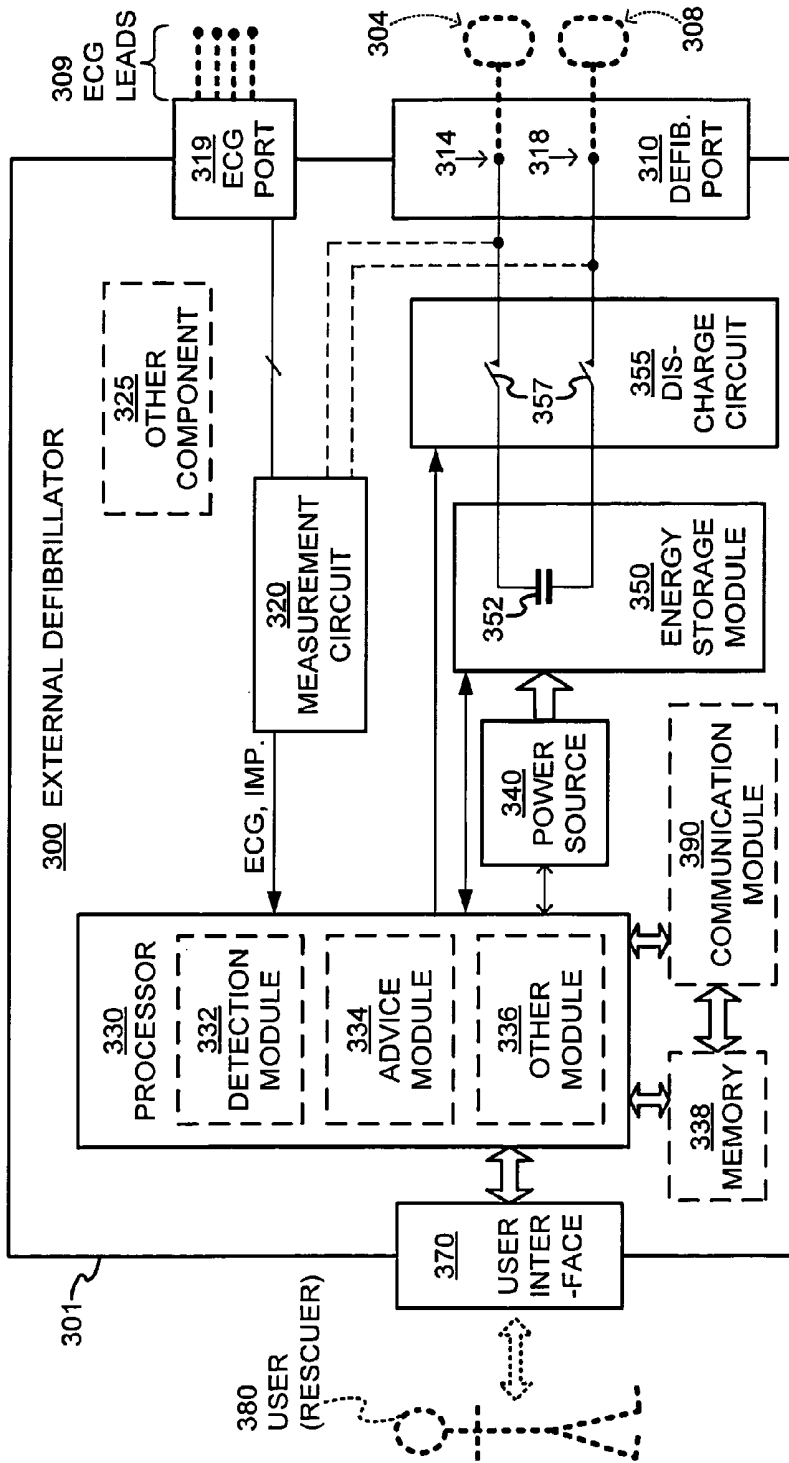 300 EXTERNAL DEFIBRILLATOR
301
309
ECG
LEADS
319
ECG
PORT
325
OTHER
COMPONENT
304
308
314
318
310
DEFIB.
PORT
320
MEASUREMENT
CIRCUIT
ECG, IMP.
357
355
DIS-
CHARGE
CIRCUIT
352
350
ENERGY
STORAGE
MODULE
330
PROCESSOR
332
DETECTION
MODULE
334
ADVICE
MODULE
336
OTHER
MODULE
340
POWER
SOURCE
338
MEMORY
390
COMMUNICATION
MODULE
370
USER
INTER
-FACE
380
USER
(RESCUER)